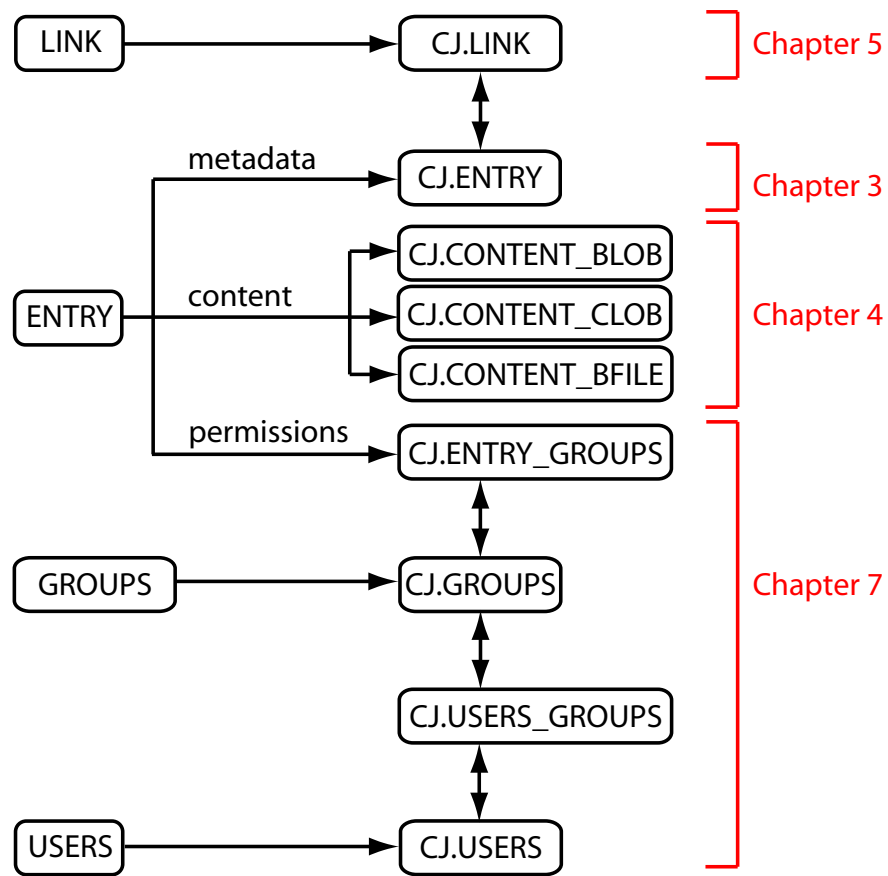 LINK
CJ.LINK
Chapter 5
metadata
CJ.ENTRY
Chapter 3
CJ.CONTENT_BLOB
ENTRY
content
CJ.CONTENT_CLOB
Chapter 4
CJ.CONTENT_BFILE
permissions
CJ.ENTRY_GROUPS
GROUPS
CJ.GROUPS
Chapter 7
CJ.USERS_GROUPS
USERS
CJ.USERS